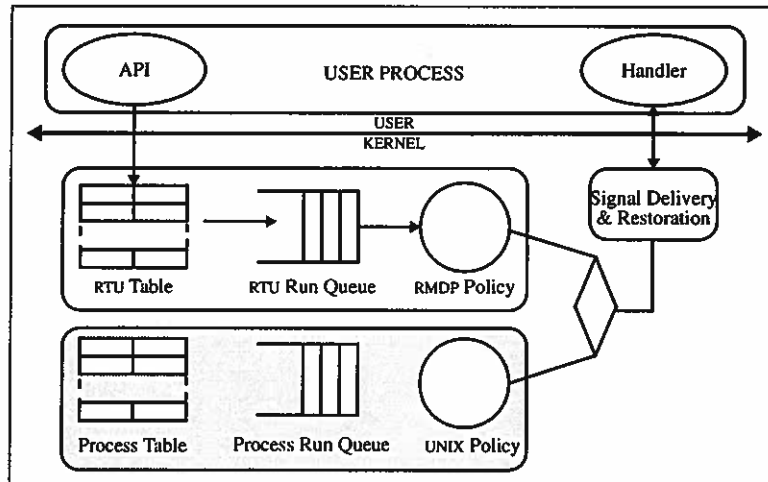 API
USER PROCESS
Handler
USER
KERNEL
Signal Delivery
& Restoration
RTU Table
RTU Run Queue
RMDP Policy
Process Table
Process Run Queue
UNIX Policy